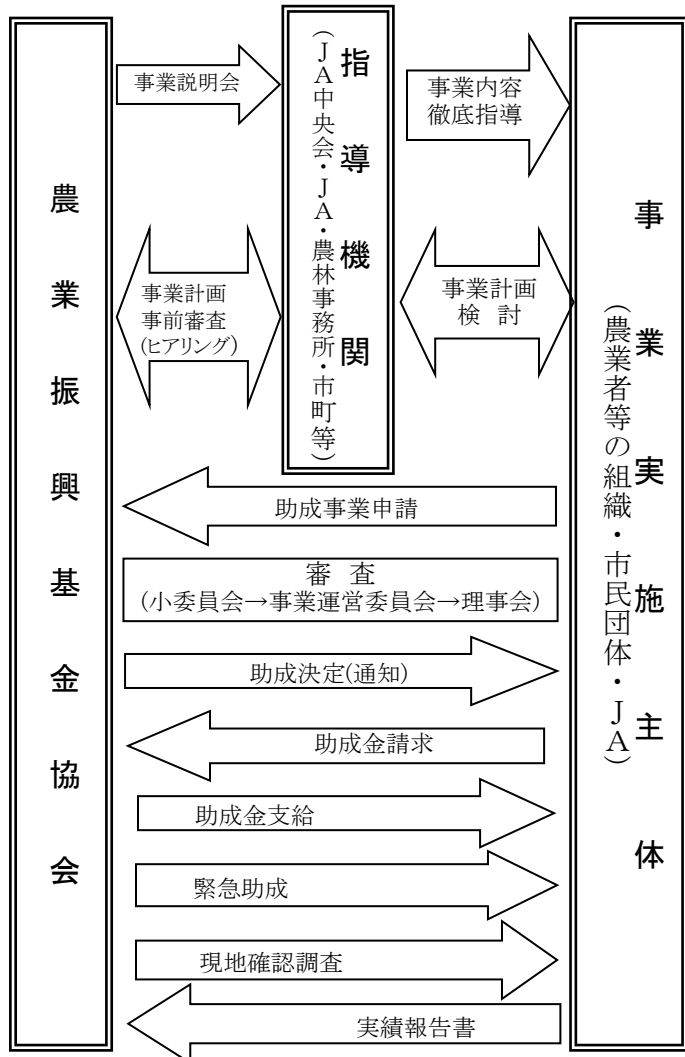 農業振興基金協会
指導機関
(JA中央会・JA・農林事務所・市町等)
事業実施主体
(農業者等の組織・市民団体・JA)
事業説明会
事業内容
徹底指導
事業計画
事前審査
(ヒアリング)
事業計画
検 討
助成事業申請
審 査
(小委員会→事業運営委員会→理事会)
助成決定(通知)
助成金請求
助成金支給
緊急助成
現地確認調査
実績報告書